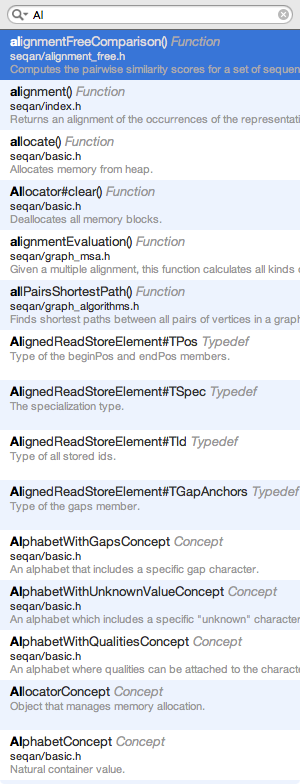 Al
alignmentFreeComparison() Function
seqan/alignment_free.h
Computes the pairwise similarity scores for a set of
alignment() Function
seqan/index.h
Returns an alignment of the occurrences of the
allocate() Function
seqan/basic.h
Allocates memory from heap.
Allocator#clear() Function
seqan/basic.h
Deallocates all memory blocks.
alignmentEvaluation() Function
seqan/graph_msa.h
Given a multiple alignment, this function calculates all kinds
allPairsShortestPath() Function
seqan/graph_algorithms.h
Finds shortest paths between all pairs of vertices in a
AlignedReadStoreElement#TPos Typedef
Type of the beginPos and endPos members.
AlignedReadStoreElement#TSpec Typedef
The specialization type.
AlignedReadStoreElement#TId Typedef
Type of all stored ids.
AlignedReadStoreElement#TGapAnchors Typedef
Type of the gaps member.
AlphabetWithGapsConcept Concept
seqan/basic.h
An alphabet that includes a specific gap character.
AlphabetWithUnknownValueConcept Concept
seqan/basic.h
An alphabet which includes a specific "unknown"
AlphabetWithQualitiesConcept Concept
seqan/basic.h
An alphabet where qualities can be attached to the
AllocatorConcept Concept
Object that manages memory allocation.
AlphabetConcept Concept
seqan/basic.h
Natural container value.